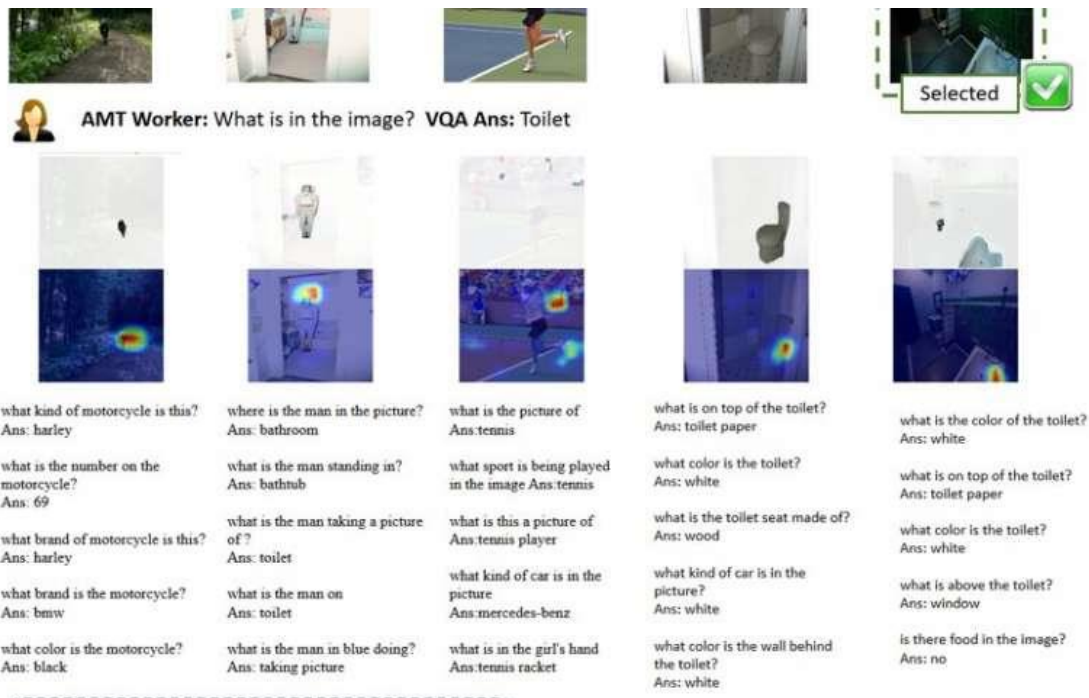 Selected
AMT Worker: What is in the image? VQA Ans: Toilet
what kind of motorcycle is this?
Ans: harley
what is the number on the
motorcycle?
Ans: 69
what brand of motorcycle is this?
Ans: harley
what brand is the motorcycle?
Ans: bmw
what color is the motorcycle?
Ans: black
where is the man in the picture?
Ans: bathroom
what is the man standing in?
Ans: bathtub
what is the man taking a picture
of ?
Ans: toilet
what is the man on
Ans: toilet
what is the man in blue doing?
Ans: taking picture
what is the picture of
Ans:tennis
what sport is being played
in the image Ans:tennis
what is this a picture of
Ans:tennis player
what kind of car is in the
picture
Ans:mercedes-benz
what is in the girl's hand
Ans:tennis racket
what is on top of the toilet?
Ans: toilet paper
what color is the toilet?
Ans: white
what is the toilet seat made of?
Ans: wood
what kind of car is in the
picture?
Ans: white
what color is the wall behind
the toilet?
Ans: white
what is the color of the toilet?
Ans: white
what is on top of the toilet?
Ans: toilet paper
what color is the toilet?
Ans: white
what is above the toilet?
Ans: window
is there food in the image?
Ans: no